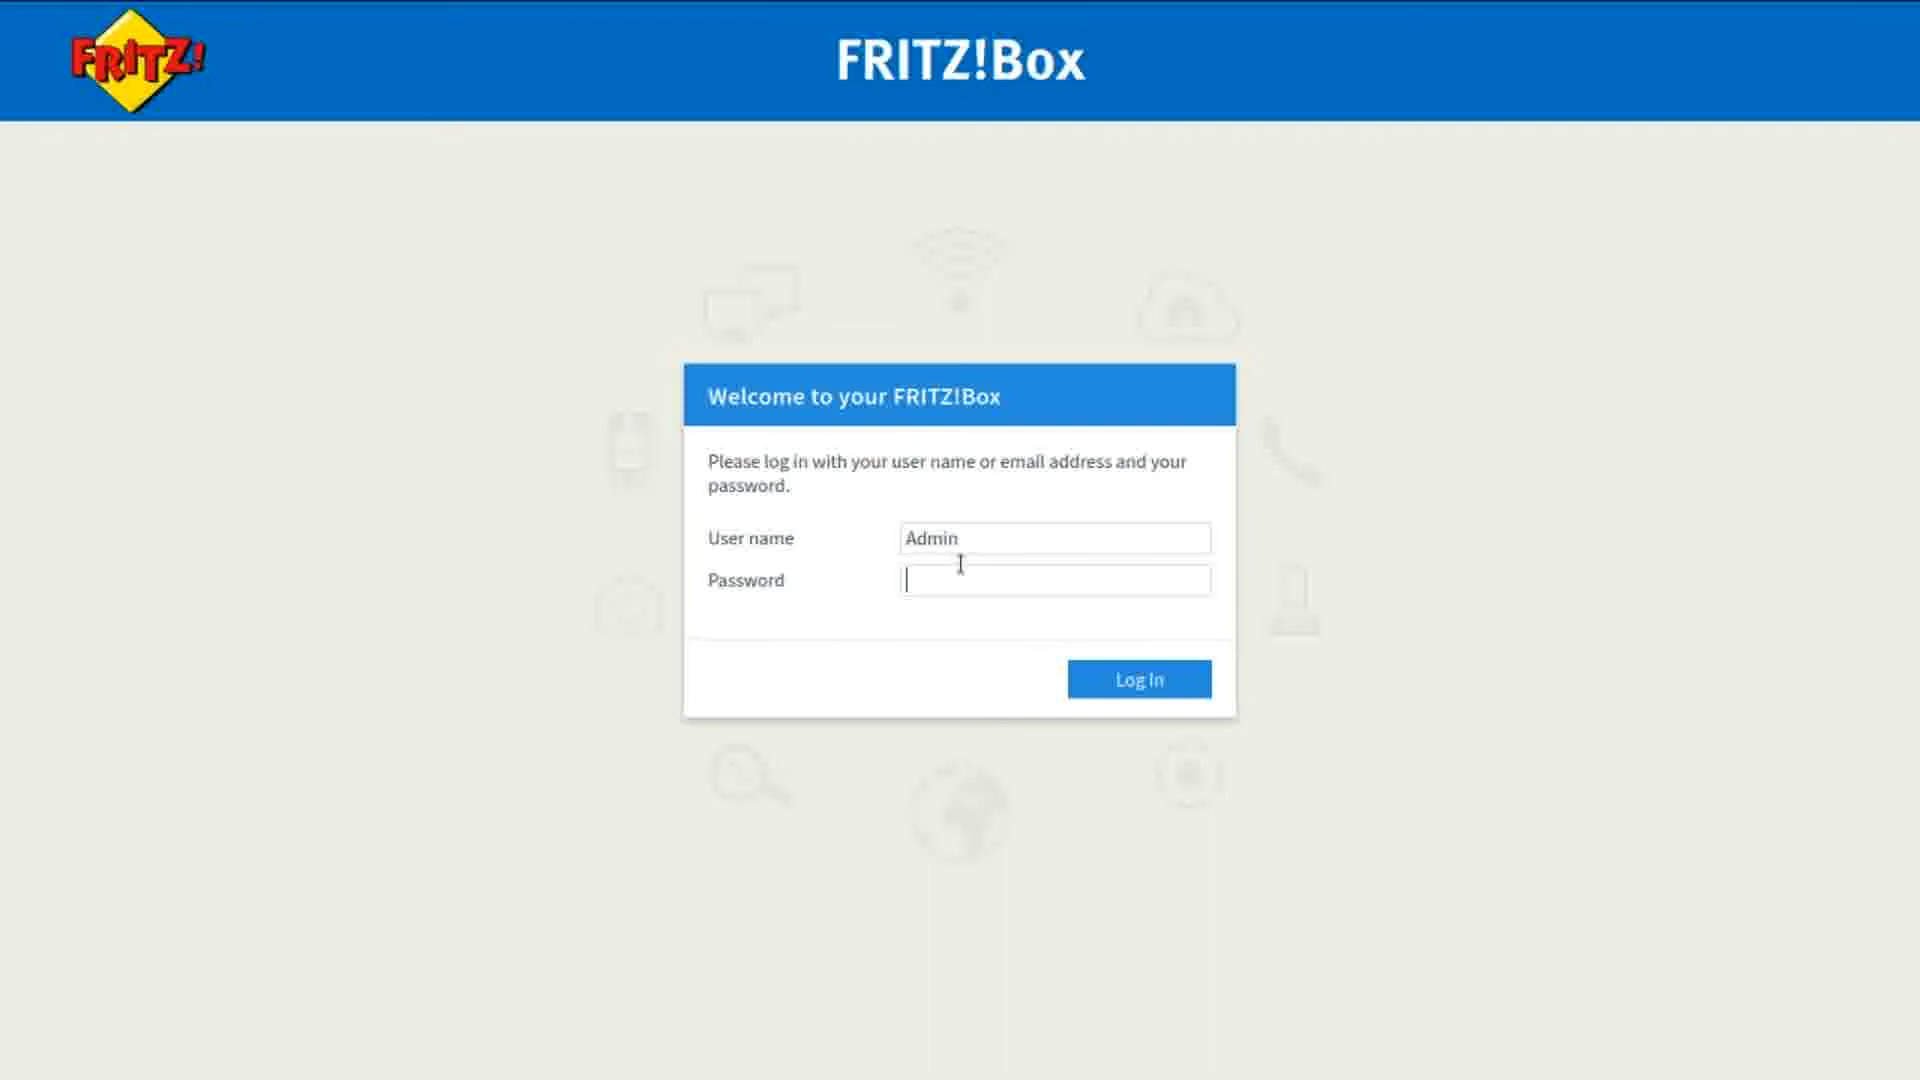 FRITZ!
FRITZ!Box
Welcome to your FRITZ!Box
Please log in with your user name or email address and your
password.
User name
Admin
Password
Log In